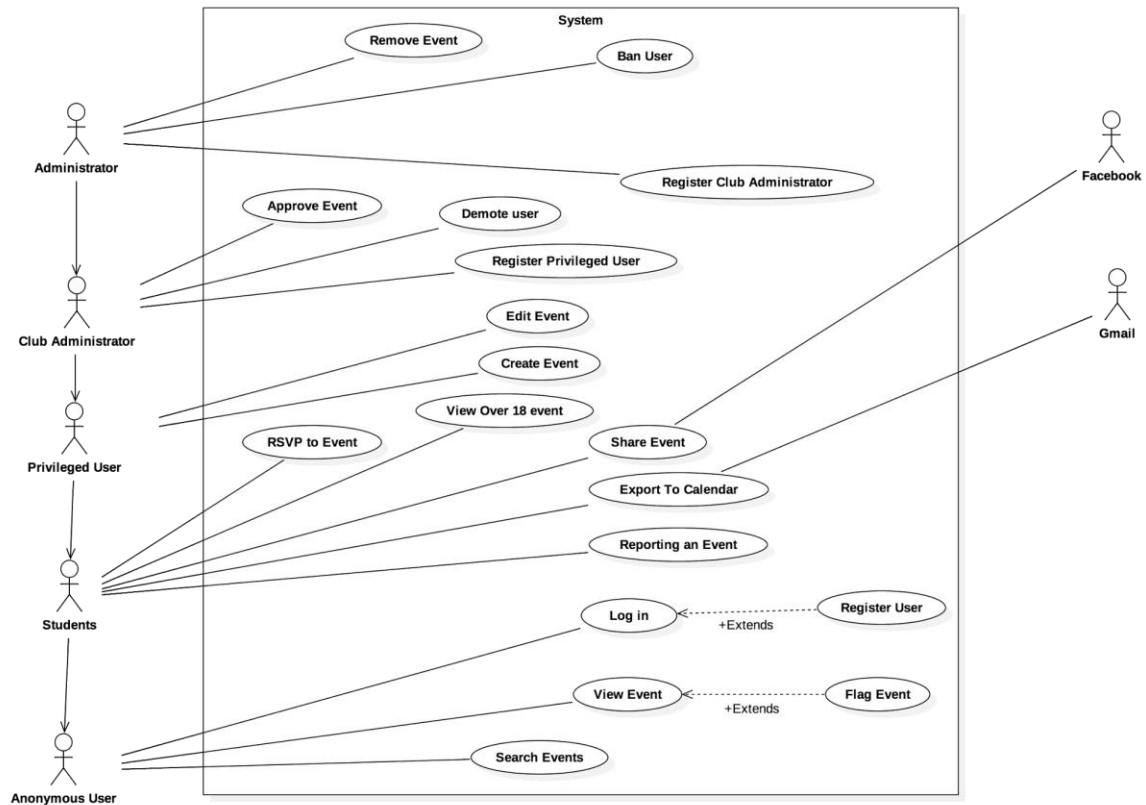 System
Remove Event
Ban User
Administrator
Facebook
Register Club Administrator
Approve Event
Demote user
Register Privileged User
Club Administrator
Gmail
Edit Event
Create Event
View Over 18 event
RSVP to Event
Share Event
Privileged User
Export To Calendar
Reporting an Event
Students
Log in
+Extends
Register User
View Event
+Extends
Flag Event
Search Events
Anonymous User